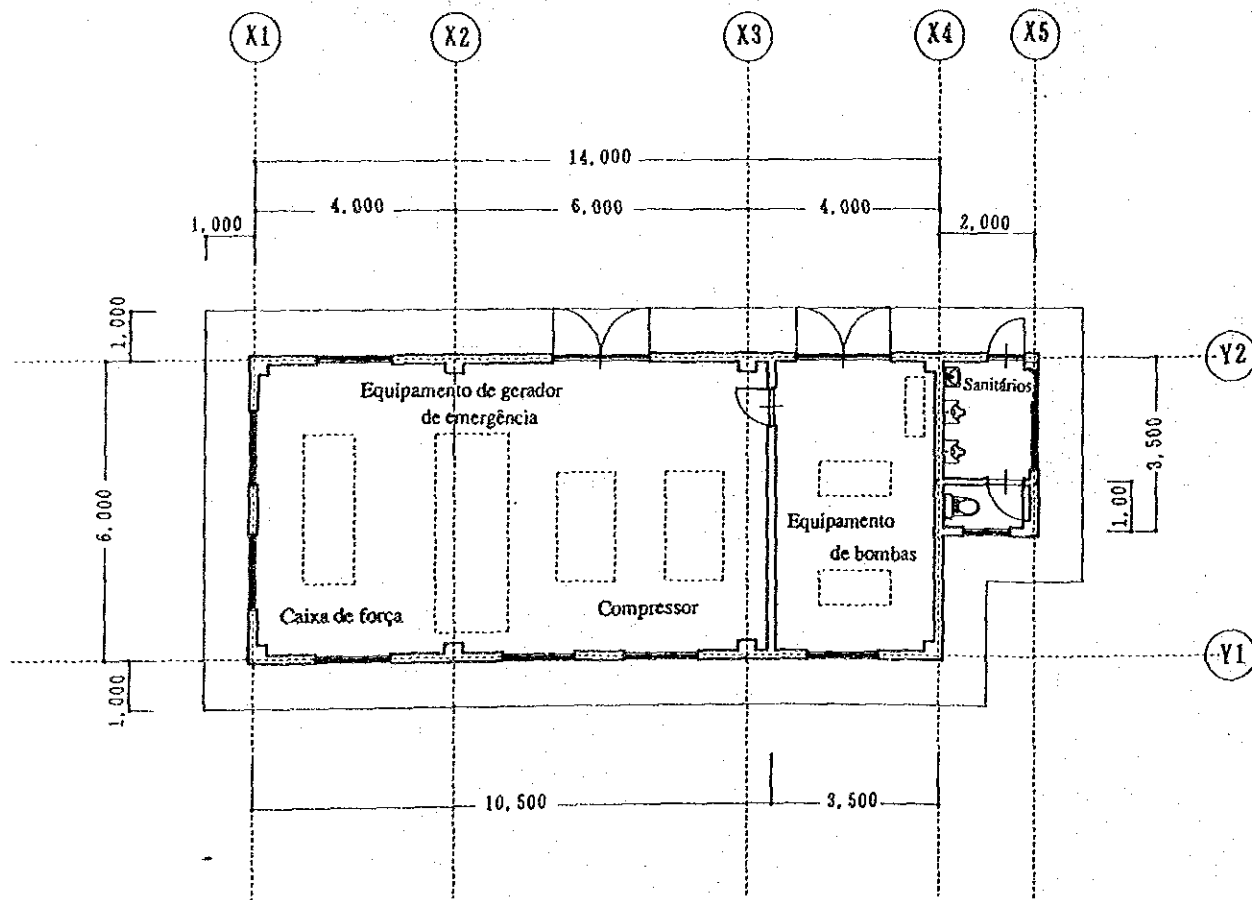 X1
X2
X3
X4
X5
14,000
4,000
6,000
4,000
1,000
2,000
1,000
Y2
Equipamento de gerador
de emergência
Sanitários
3,500
6,000
1,00
Equipamento
de bombas
Caixa de força
Compressor
Y1
1,000
10,500
3,500